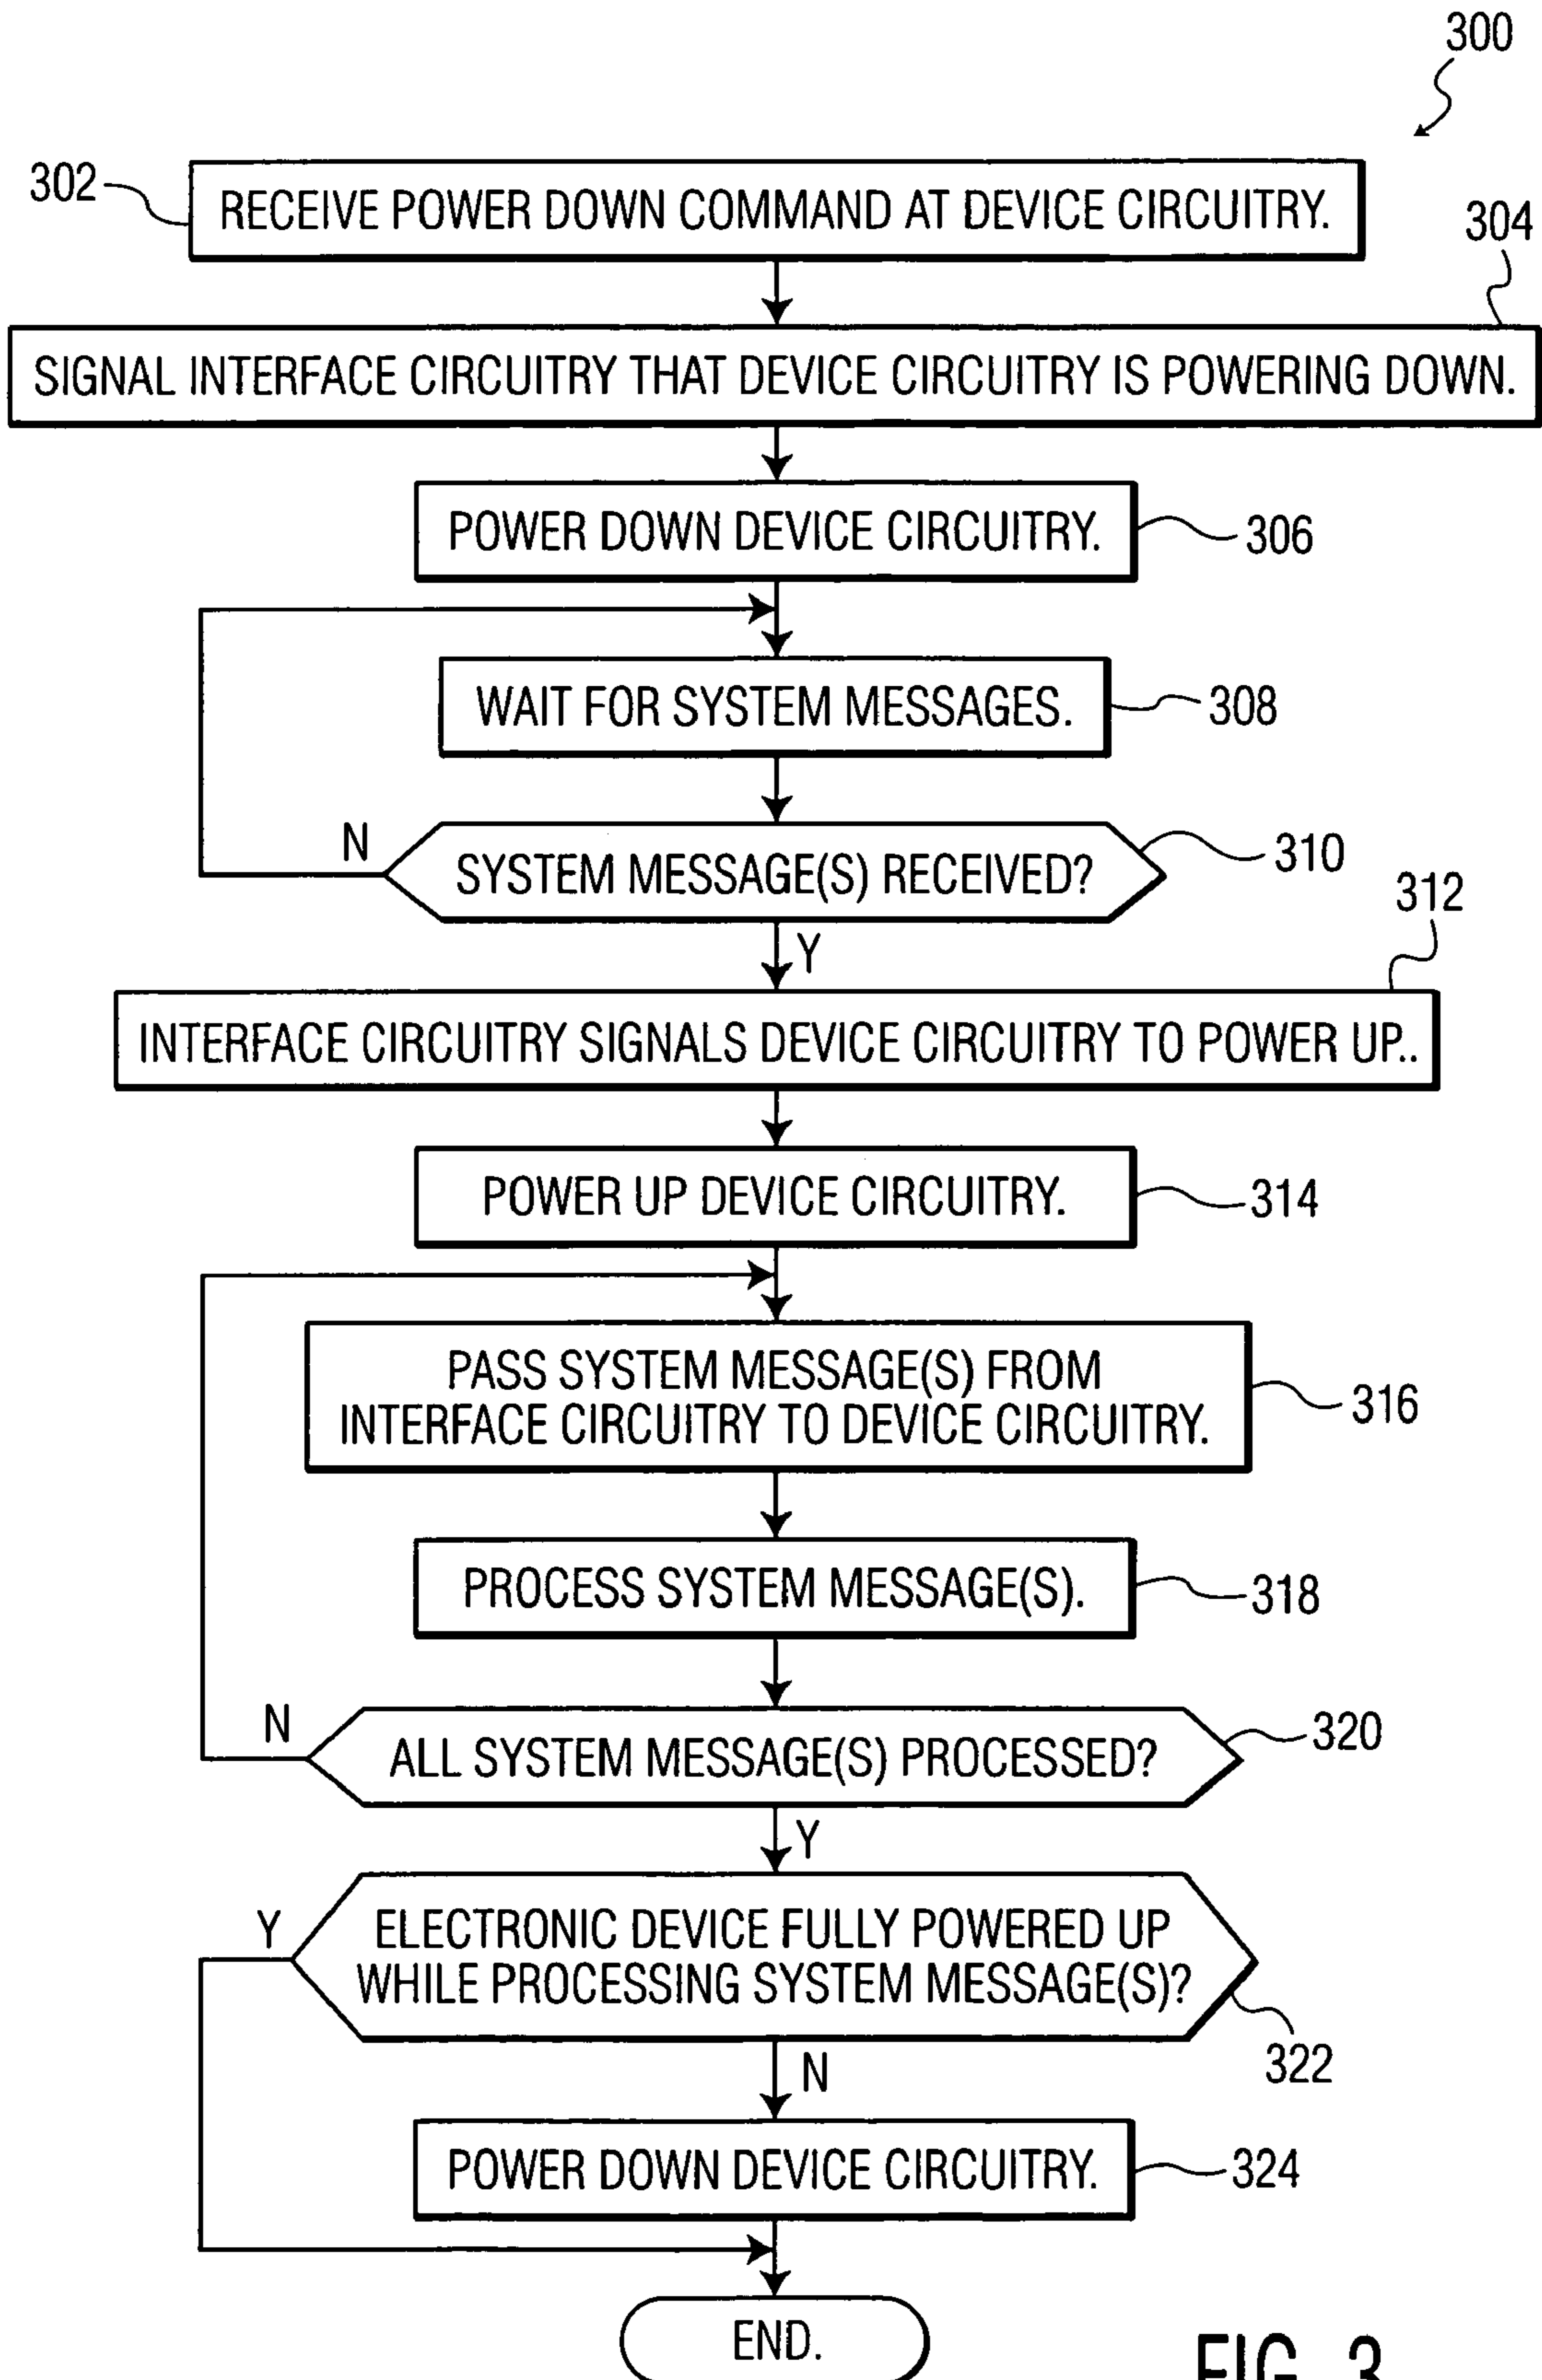 300
302
RECEIVE POWER DOWN COMMAND AT DEVICE CIRCUITRY.
304
SIGNAL INTERFACE CIRCUITRY THAT DEVICE CIRCUITRY IS POWERING DOWN.
POWER DOWN DEVICE CIRCUITRY.
306
WAIT FOR SYSTEM MESSAGES.
308
N
SYSTEM MESSAGE(S) RECEIVED?
310
Y
312
INTERFACE CIRCUITRY SIGNALS DEVICE CIRCUITRY TO POWER UP..
POWER UP DEVICE CIRCUITRY.
314
PASS SYSTEM MESSAGE(S) FROM
INTERFACE CIRCUITRY TO DEVICE CIRCUITRY.
316
PROCESS SYSTEM MESSAGE(S).
318
N
ALL SYSTEM MESSAGE(S) PROCESSED?
320
Y
Y
ELECTRONIC DEVICE FULLY POWERED UP
WHILE PROCESSING SYSTEM MESSAGE(S)?
322
N
POWER DOWN DEVICE CIRCUITRY.
324
END.
FIG. 3